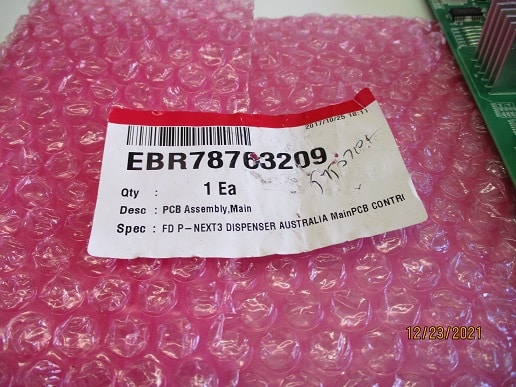 2017/10/25 18:11
EBR78763209
Qty : 1 Ea
Desc : PCB Assembly,Main
Spec : FD P-NEXT3 DISPENSER AUSTRALIA MainPCB CONTRI
12/23/2021